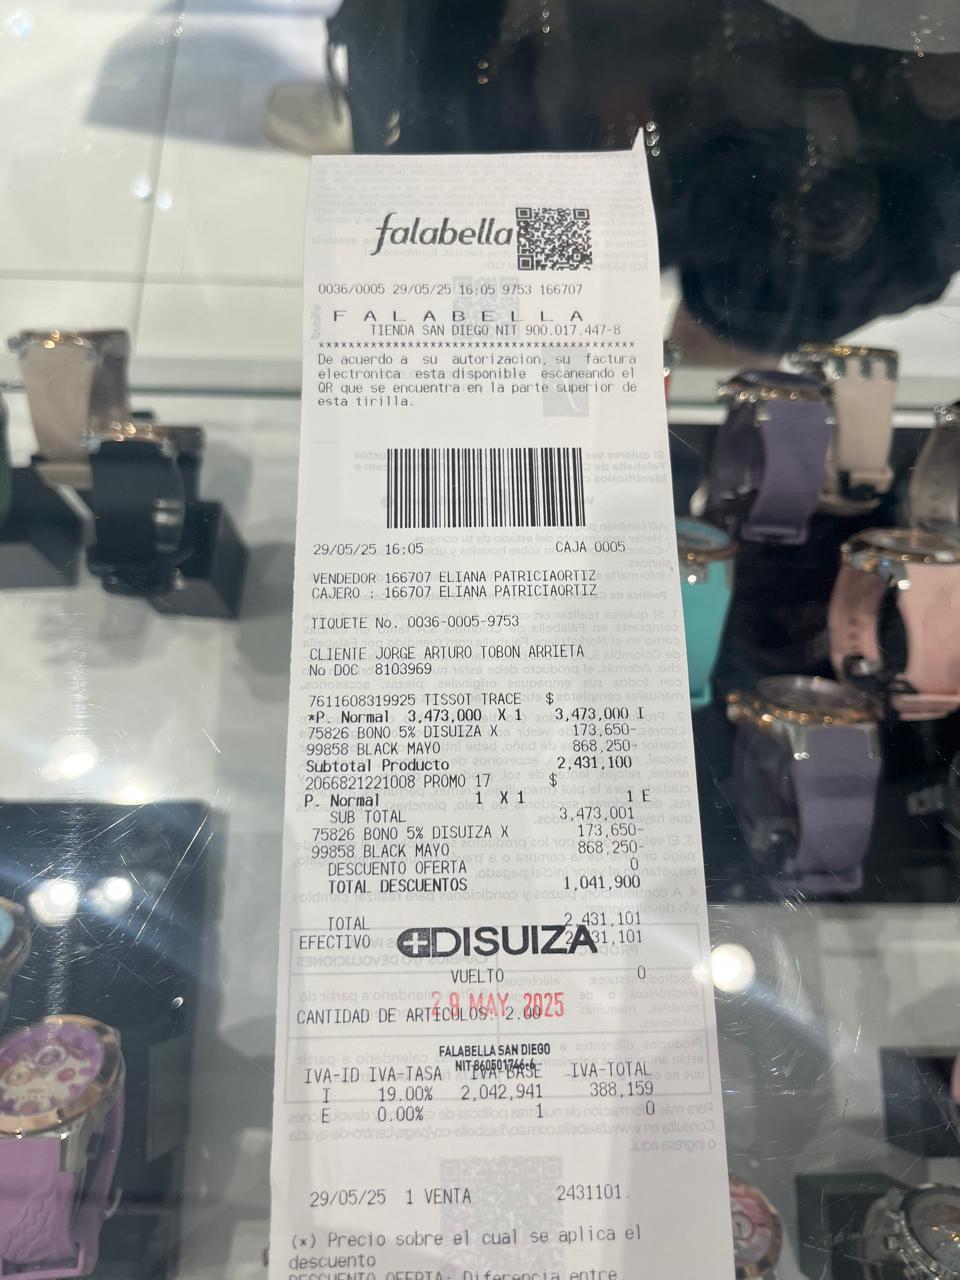 falabella
0036/0005 29/05/25 16:05 9753 166707
F A L A B E L L A
TIENDA SAN DIEGO NIT 900.017.447-8
****************************************
De acuerdo a su autorizacion, su factura
electronica esta disponible escaneando el
QR que se encuentra en la parte superior de
esta tirilla.
29/05/25 16:05 CAJA 0005
VENDEDOR 166707 ELIANA PATRICIAORTIZ
CAJERO : 166707 ELIANA PATRICIAORTIZ
TIQUETE No. 0036-0005-9753
CLIENTE JORGE ARTURO TOBON ARRIETA
No DOC 8103969
7611608319925 TISSOT TRACE $
*P. Normal 3,473,000 X 1 3,473,000 I
75826 BONO 5% DISUIZA X 173,650-
99858 BLACK MAYO 868,250-
Subtotal Producto 2,431,100
2066821221008 PROMO 17 $
P. Normal 1 X 1 1 E
SUB TOTAL 3,473,001
75826 BONO 5% DISUIZA X 173,650-
99858 BLACK MAYO 868,250-
DESCUENTO OFERTA 0
TOTAL DESCUENTOS 1,041,900
TOTAL 2,431,101
EFECTIVO 2,431,101
DISUIZA
VUELTO 0
29 MAY. 2025
CANTIDAD DE ARTICULOS: 2.00
FALABELLA SAN DIEGO
NIT 860501746-6
IVA-ID IVA-TASA IVA-BASE IVA-TOTAL
I 19.00% 2,042,941 388,159
E 0.00% 1 0
29/05/25 1 VENTA 2431101.
(*) Precio sobre el cual se aplica el
descuento
DESCUENTO OFERTA: Diferencia entre